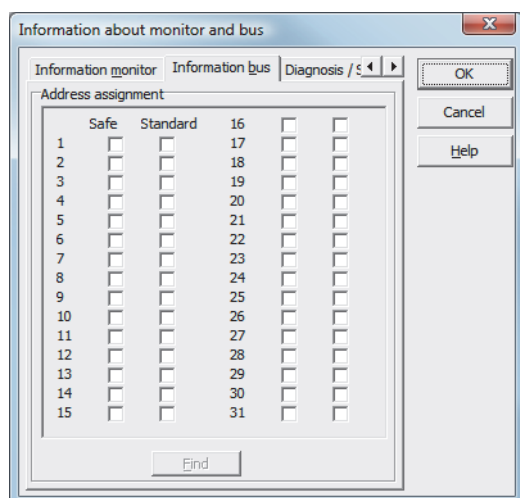 Information about monitor and bus
Information monitor Information bus Diagnosis / S
OK
Cancel
Help
Address assignment
Safe Standard 16
1 17
2 18
3 19
4 20
5 21
6 22
7 23
8 24
9 25
10 26
11 27
12 28
13 29
14 30
15 31
Find